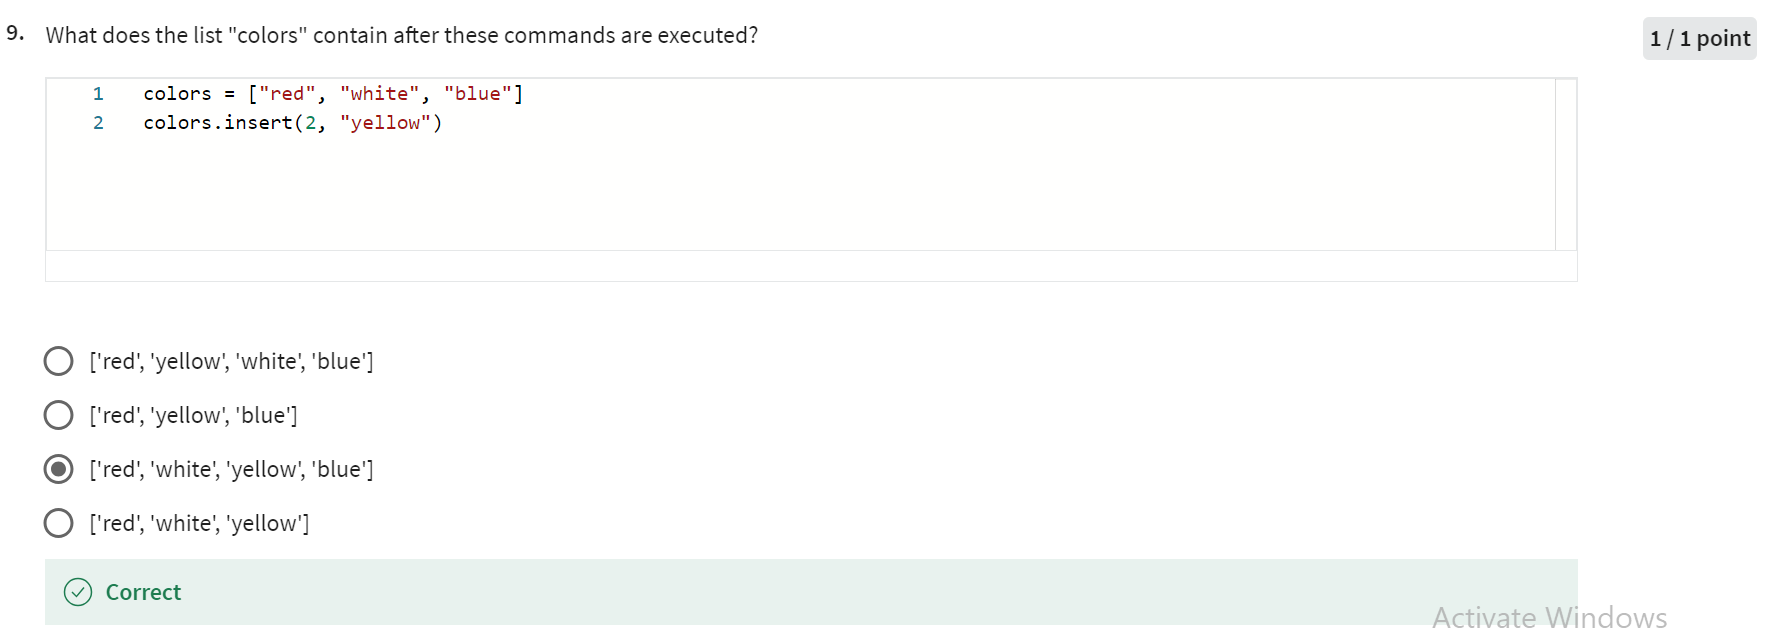 9. What does the list "colors" contain after these commands are executed?
1 / 1 point
1 colors = ["red", "white", "blue"]
2 colors.insert(2, "yellow")
['red', 'yellow', 'white', 'blue']
['red', 'yellow', 'blue']
['red', 'white', 'yellow', 'blue']
['red', 'white', 'yellow']
Correct
Activate Windows